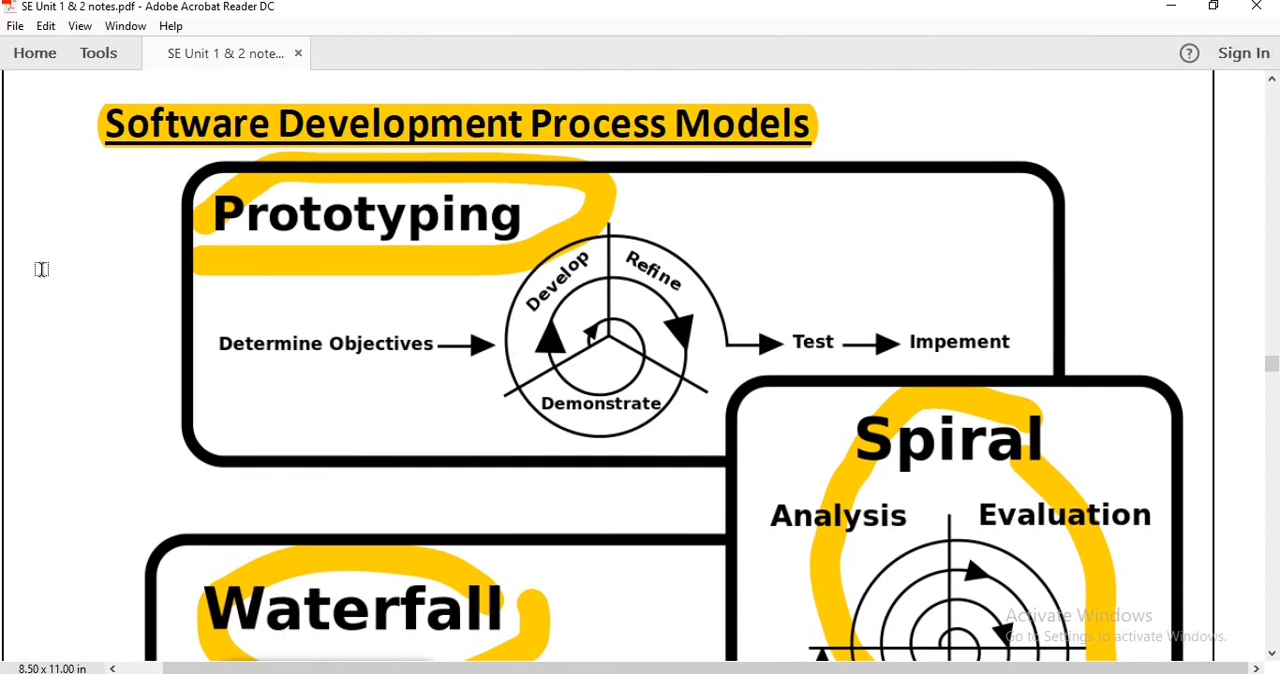 SE Unit 1 & 2 notes.pdf - Adobe Acrobat Reader DC
File Edit View Window Help
Home Tools SE Unit 1 & 2 note... × ? Sign In
Software Development Process Models
Prototyping
Develop Refine
Determine Objectives Test Impement
Demonstrate
Spiral
Analysis Evaluation
Waterfall
Activate Windows
Go to Settings to activate Windows.
8.50 x 11.00 in